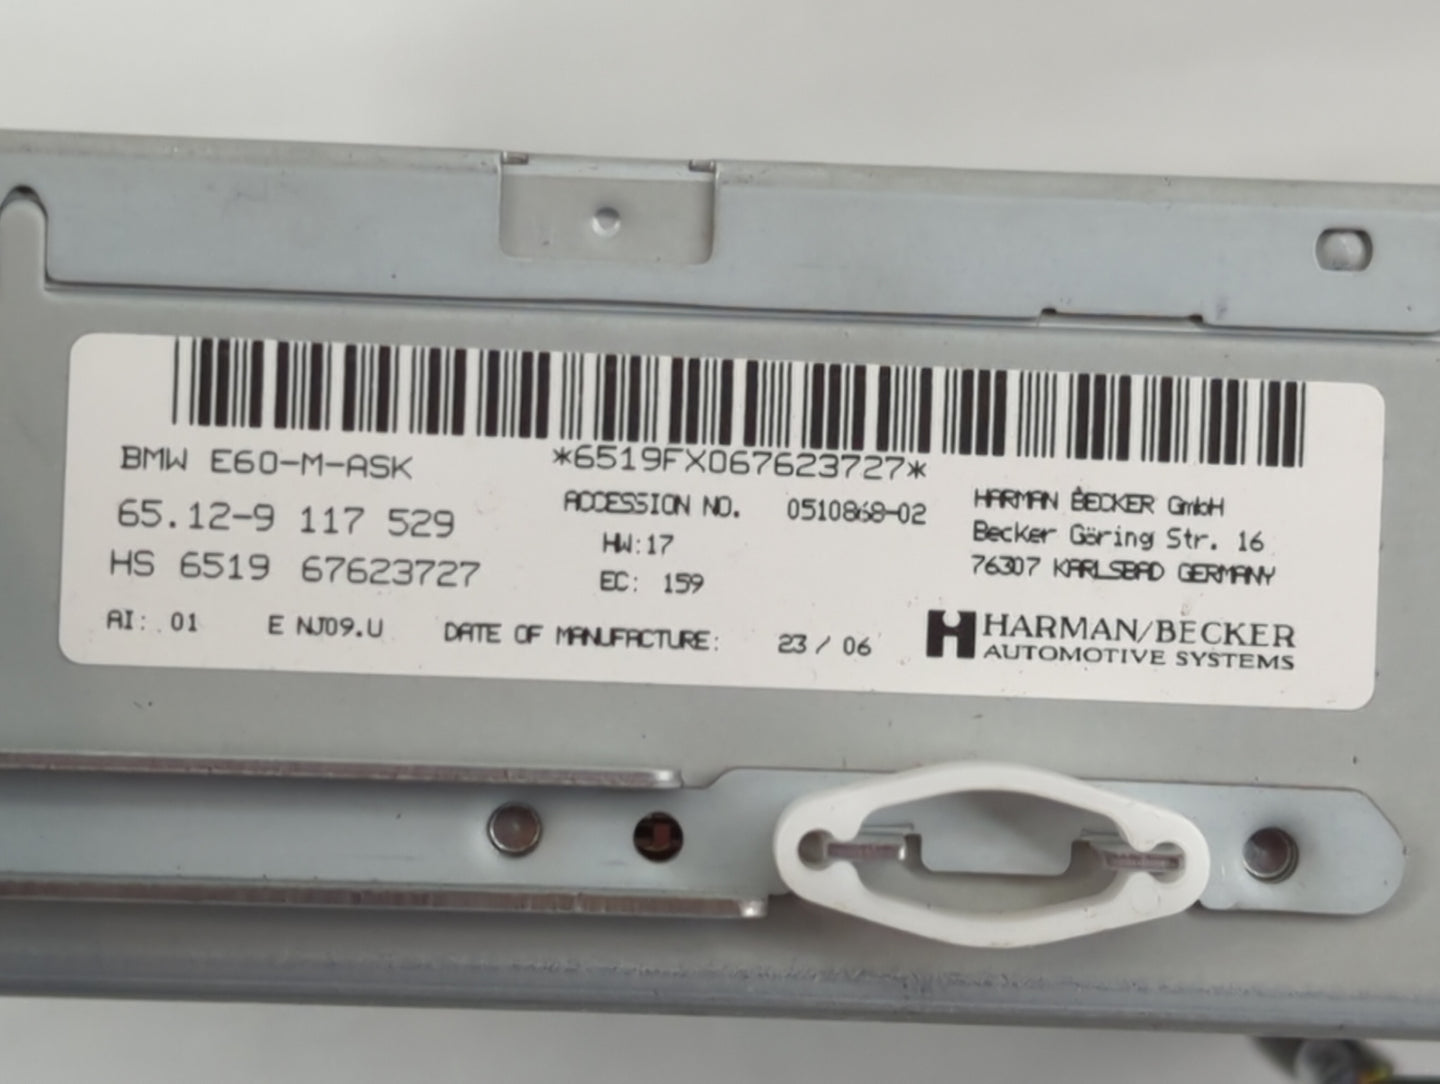 BMW E60-M-ASK
*6519FX067623727*
65.12-9 117 529
ACCESSION NO. 0510868-02
HARMAN BECKER GmbH
HW:17
Becker Göring Str. 16
HS 6519 67623727
EC: 159
76307 KARLSBAD GERMANY
AI: 01 E NJ09.U DATE OF MANUFACTURE: 23 / 06
HARMAN/BECKER
AUTOMOTIVE SYSTEMS